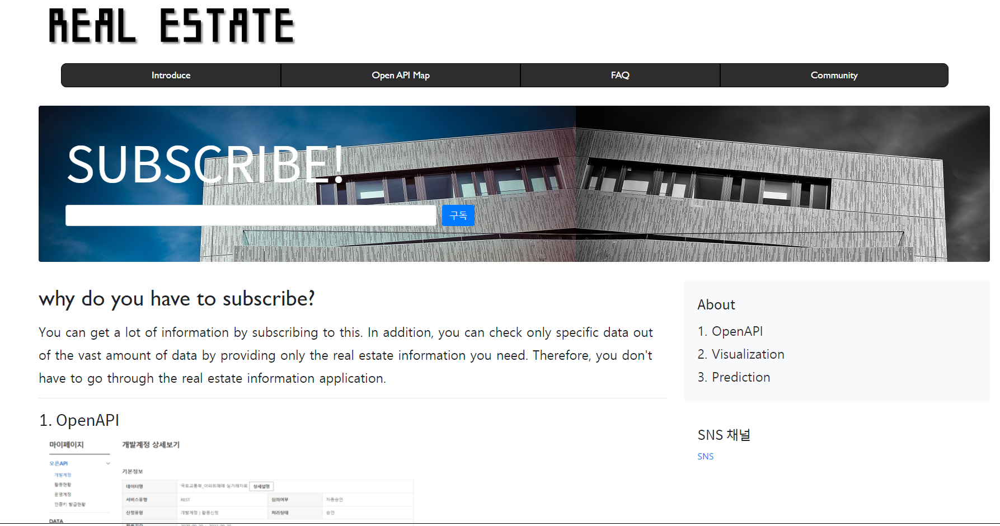 REAL ESTATE
Introduce
Open API Map
FAQ
Community
SUBSCRIBE!
구독
why do you have to subscribe?
You can get a lot of information by subscribing to this. In addition, you can check only specific data out
of the vast amount of data by providing only the real estate information you need. Therefore, you don't
have to go through the real estate information application.
About
1. OpenAPI
2. Visualization
3. Prediction
SNS 채널
SNS
1. OpenAPI
마이페이지
오픈API
개발계정
활용현황
운영계정
인증키 발급현황
DATA
개발계정 상세보기
기본정보
데이터명 국토교통부_아파트매매 실거래자료 상세설명
서비스유형 REST 심의여부 자동승인
신청유형 개발계정 | 활용신청 처리상태 승인